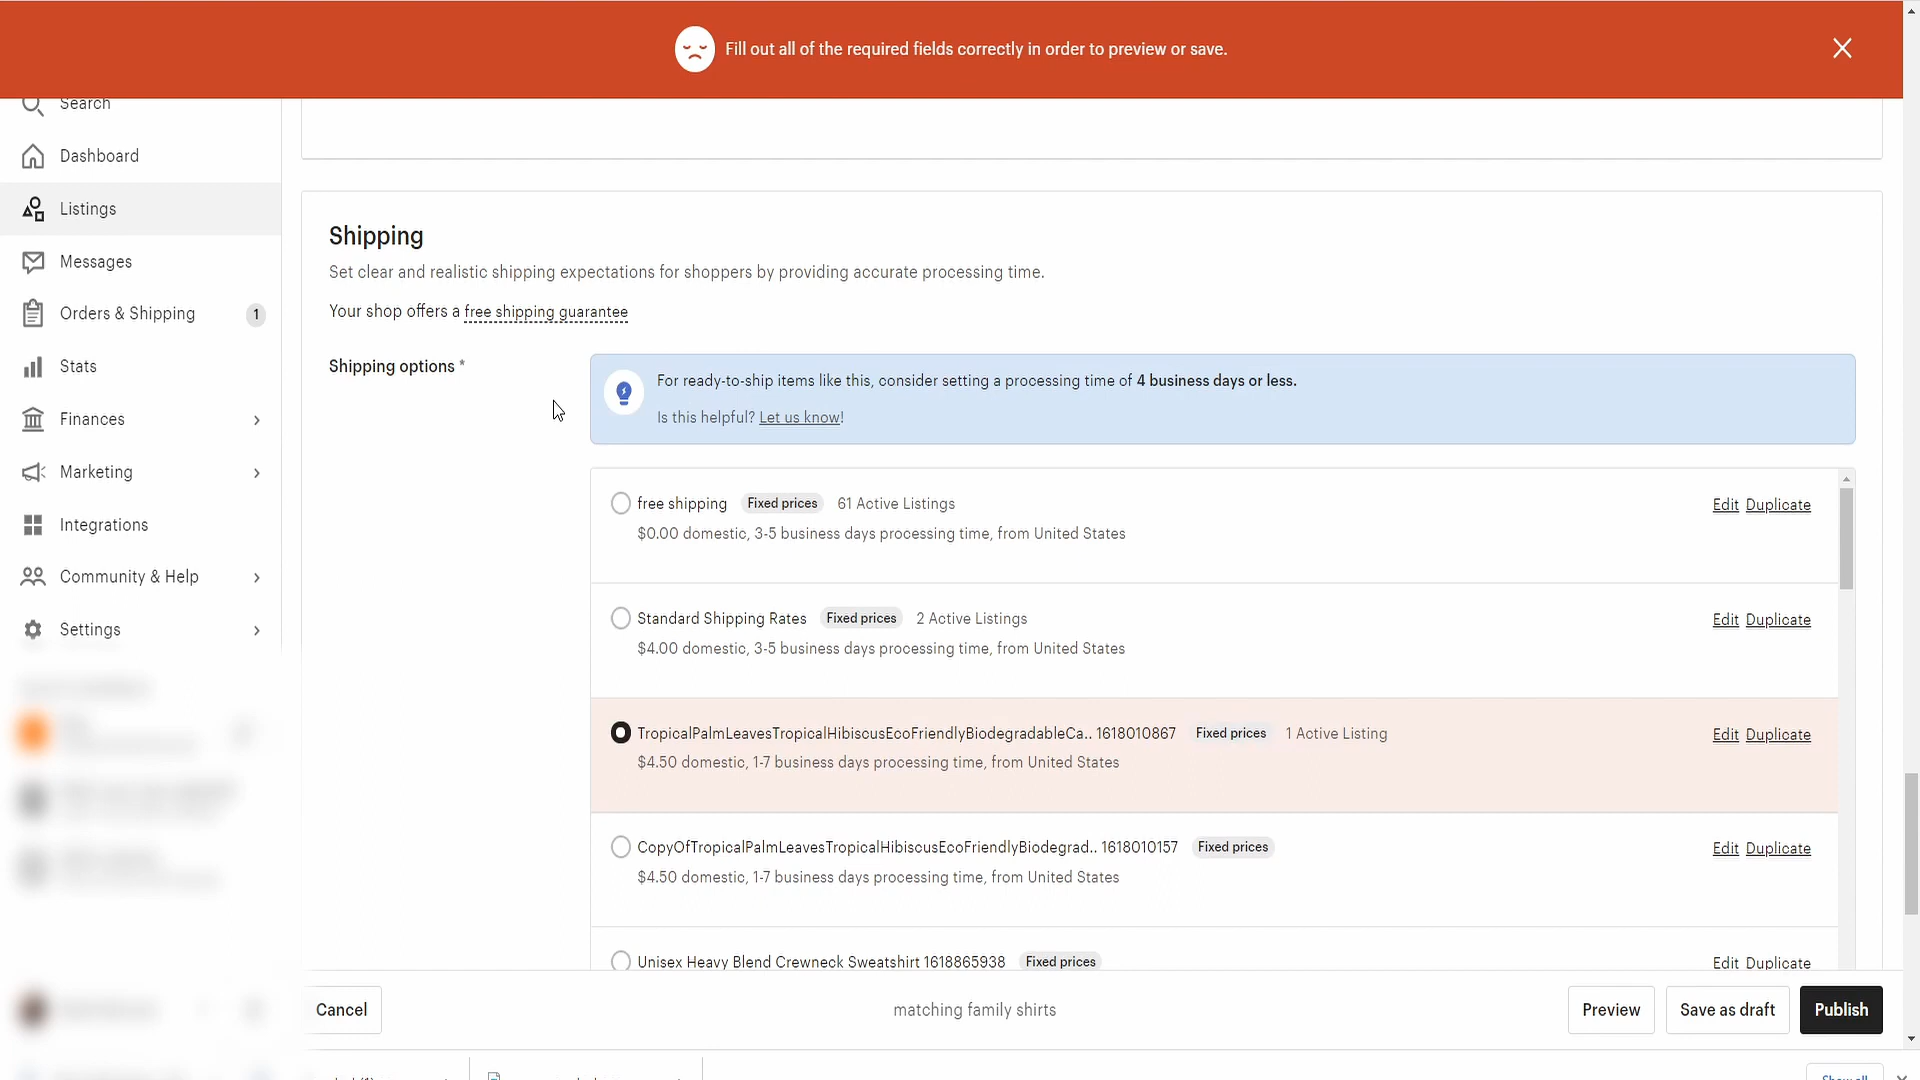 Fill out all of the required fields correctly in order to preview or save.
Search
Dashboard
Listings
Messages
Orders & Shipping 1
Stats
Finances
Marketing
Integrations
Community & Help
Settings
Shipping
Set clear and realistic shipping expectations for shoppers by providing accurate processing time.
Your shop offers a free shipping guarantee
Shipping options *
For ready-to-ship items like this, consider setting a processing time of 4 business days or less.
Is this helpful? Let us know!
free shipping Fixed prices 61 Active Listings Edit Duplicate
$0.00 domestic, 3-5 business days processing time, from United States
Standard Shipping Rates Fixed prices 2 Active Listings Edit Duplicate
$4.00 domestic, 3-5 business days processing time, from United States
TropicalPalmLeavesTropicalHibiscusEcoFriendlyBiodegradableCa.. 1618010867 Fixed prices 1 Active Listing Edit Duplicate
$4.50 domestic, 1-7 business days processing time, from United States
CopyOfTropicalPalmLeavesTropicalHibiscusEcoFriendlyBiodegrad.. 1618010157 Fixed prices Edit Duplicate
$4.50 domestic, 1-7 business days processing time, from United States
Unisex Heavy Blend Crewneck Sweatshirt 1618865938 Fixed prices Edit Duplicate
Cancel matching family shirts Preview Save as draft Publish
Show all